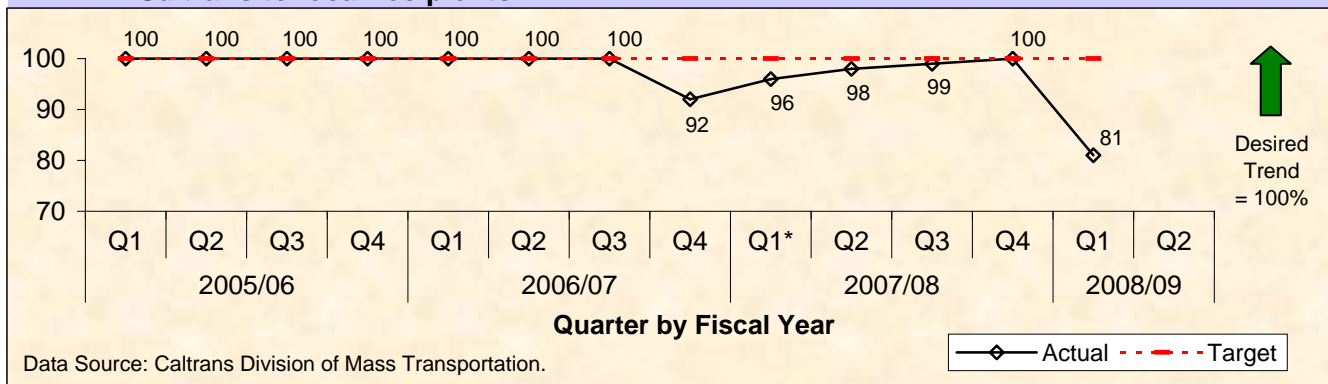 100 100 100 100 100 100 100 100
100
90
80
70
92 96 98 99 81
Desired
Trend
= 100%
Q1 Q2 Q3 Q4 Q1 Q2 Q3 Q4 Q1* Q2 Q3 Q4 Q1 Q2
2005/06 2006/07 2007/08 2008/09
Quarter by Fiscal Year
Data Source: Caltrans Division of Mass Transportation.
Actual Target